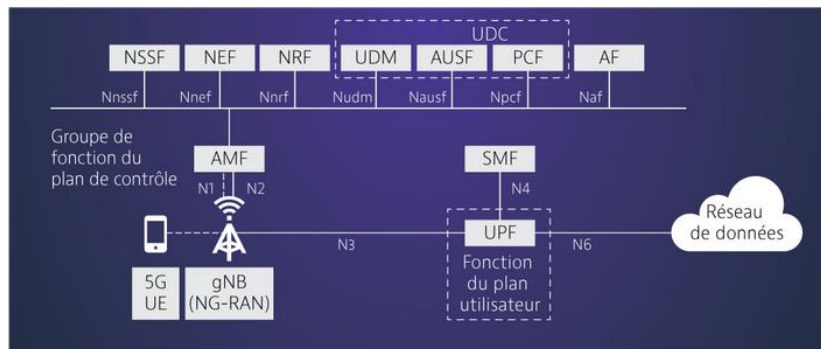 UDC
NSSF
NEF
NRF
UDM
AUSF
PCF
AF
Nnssf
Nnef
Nnrf
Nudm
Nausf
Npcf
Naf
Groupe de
fonction du
plan de contrôle
AMF
SMF
N1
N2
N4
Réseau
de données
UPF
N3
N6
Fonction
du plan
utilisateur
5G
UE
gNB
(NG-RAN)